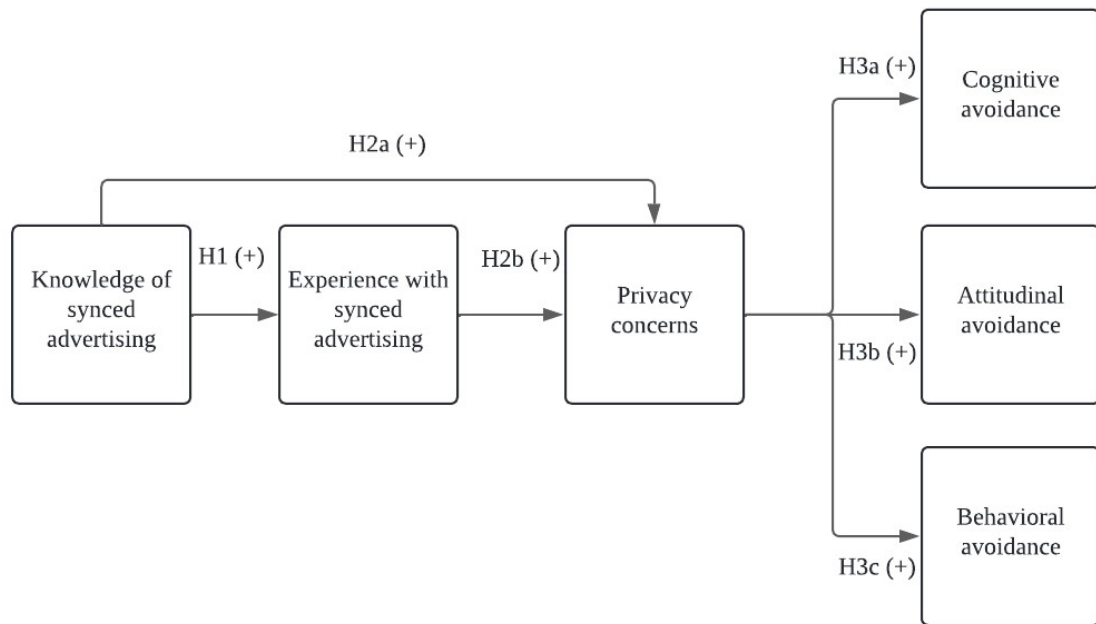 H3a (+)
Cognitive
avoidance
H2a (+)
H1 (+)
H2b (+)
Knowledge of
synced
advertising
Experience with
synced
advertising
Privacy
concerns
Attitudinal
avoidance
H3b (+)
Behavioral
avoidance
H3c (+)